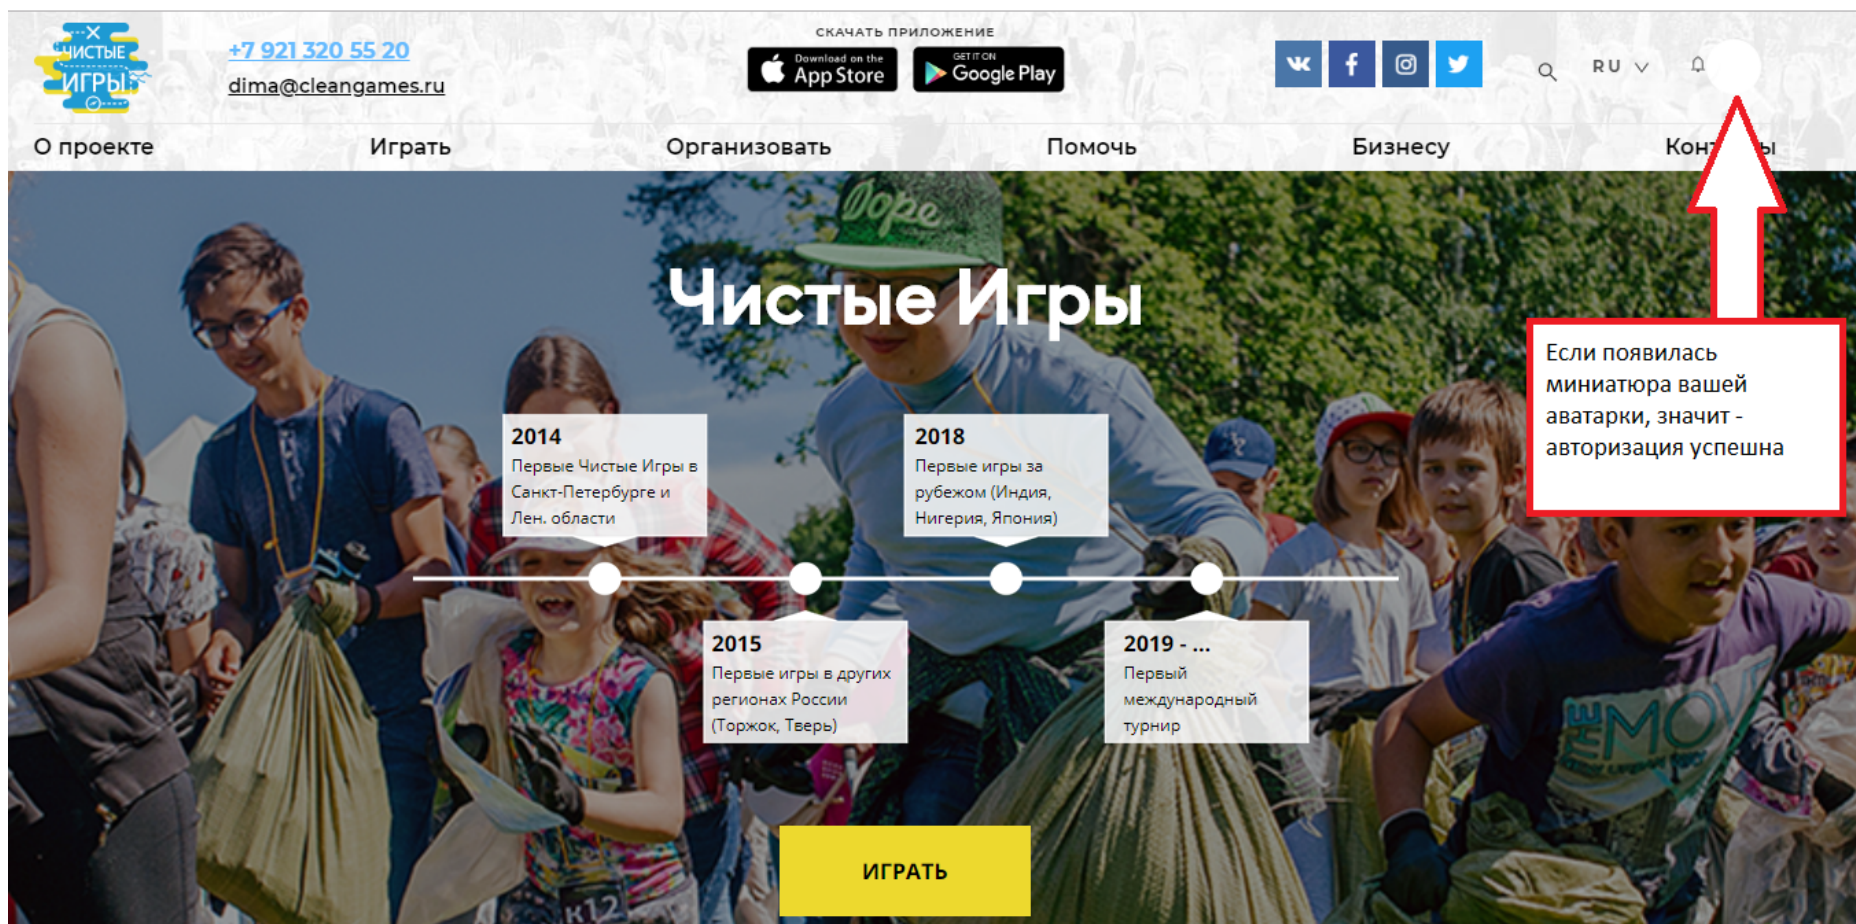 ЧИСТЫЕ
ИГРЫ
+7 921 320 55 20
dima@cleangames.ru
СКАЧАТЬ ПРИЛОЖЕНИЕ
Download on the
App Store
GET IT ON
Google Play
RU
О проекте
Играть
Организовать
Помочь
Бизнесу
Dope
Чистые Игры
Если появилась
миниатюра вашей
аватарки, значит -
авторизация успешна
2014
Первые Чистые Игры в
Санкт-Петербурге и
Лен. области
2018
Первые игры за
рубежом (Индия,
Нигерия, Япония)
2015
Первые игры в других
регионах России
(Торжок, Тверь)
2019 - ...
Первый
международный
турнир
ИГРАТЬ
к12